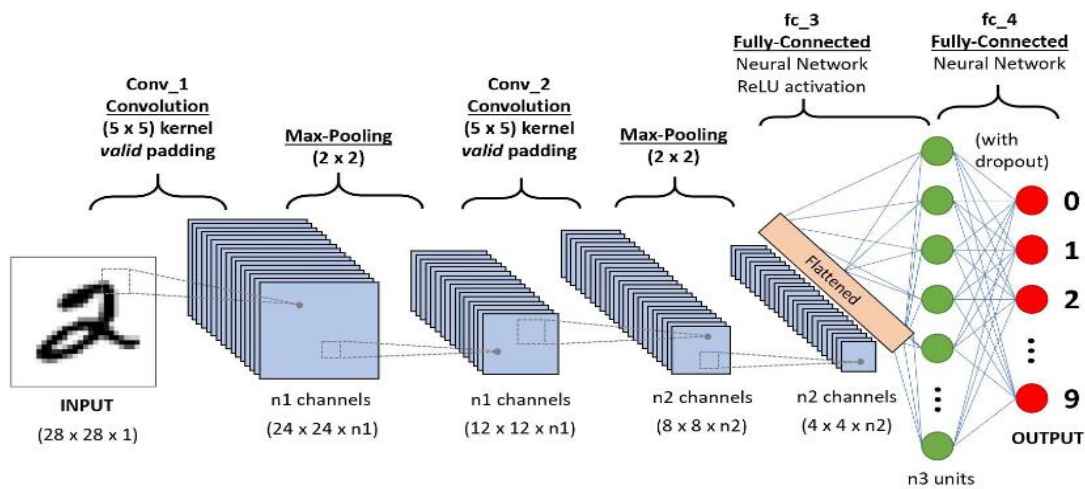 fc_3
Fully-Connected
Neural Network
ReLU activation
fc_4
Fully-Connected
Neural Network
Conv_1
Convolution
(5 x 5) kernel
valid padding
Max-Pooling
(2 x 2)
Conv_2
Convolution
(5 x 5) kernel
valid padding
Max-Pooling
(2 x 2)
(with
dropout)
Flattened
0
1
2
9
INPUT
(28 x 28 x 1)
n1 channels
(24 x 24 x n1)
n1 channels
(12 x 12 x n1)
n2 channels
(8 x 8 x n2)
n2 channels
(4 x 4 x n2)
n3 units
OUTPUT